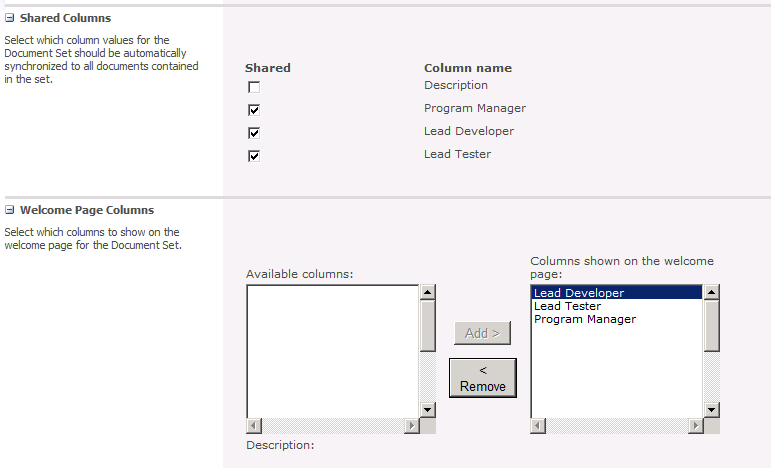 Shared Columns
Select which column values for the
Document Set should be automatically
synchronized to all documents contained
in the set.
Shared Column name
Description
Program Manager
Lead Developer
Lead Tester
Welcome Page Columns
Select which columns to show on the
welcome page for the Document Set.
Available columns:
Columns shown on the welcome
page:
Lead Developer
Lead Tester
Program Manager
Add >
<
Remove
Description: